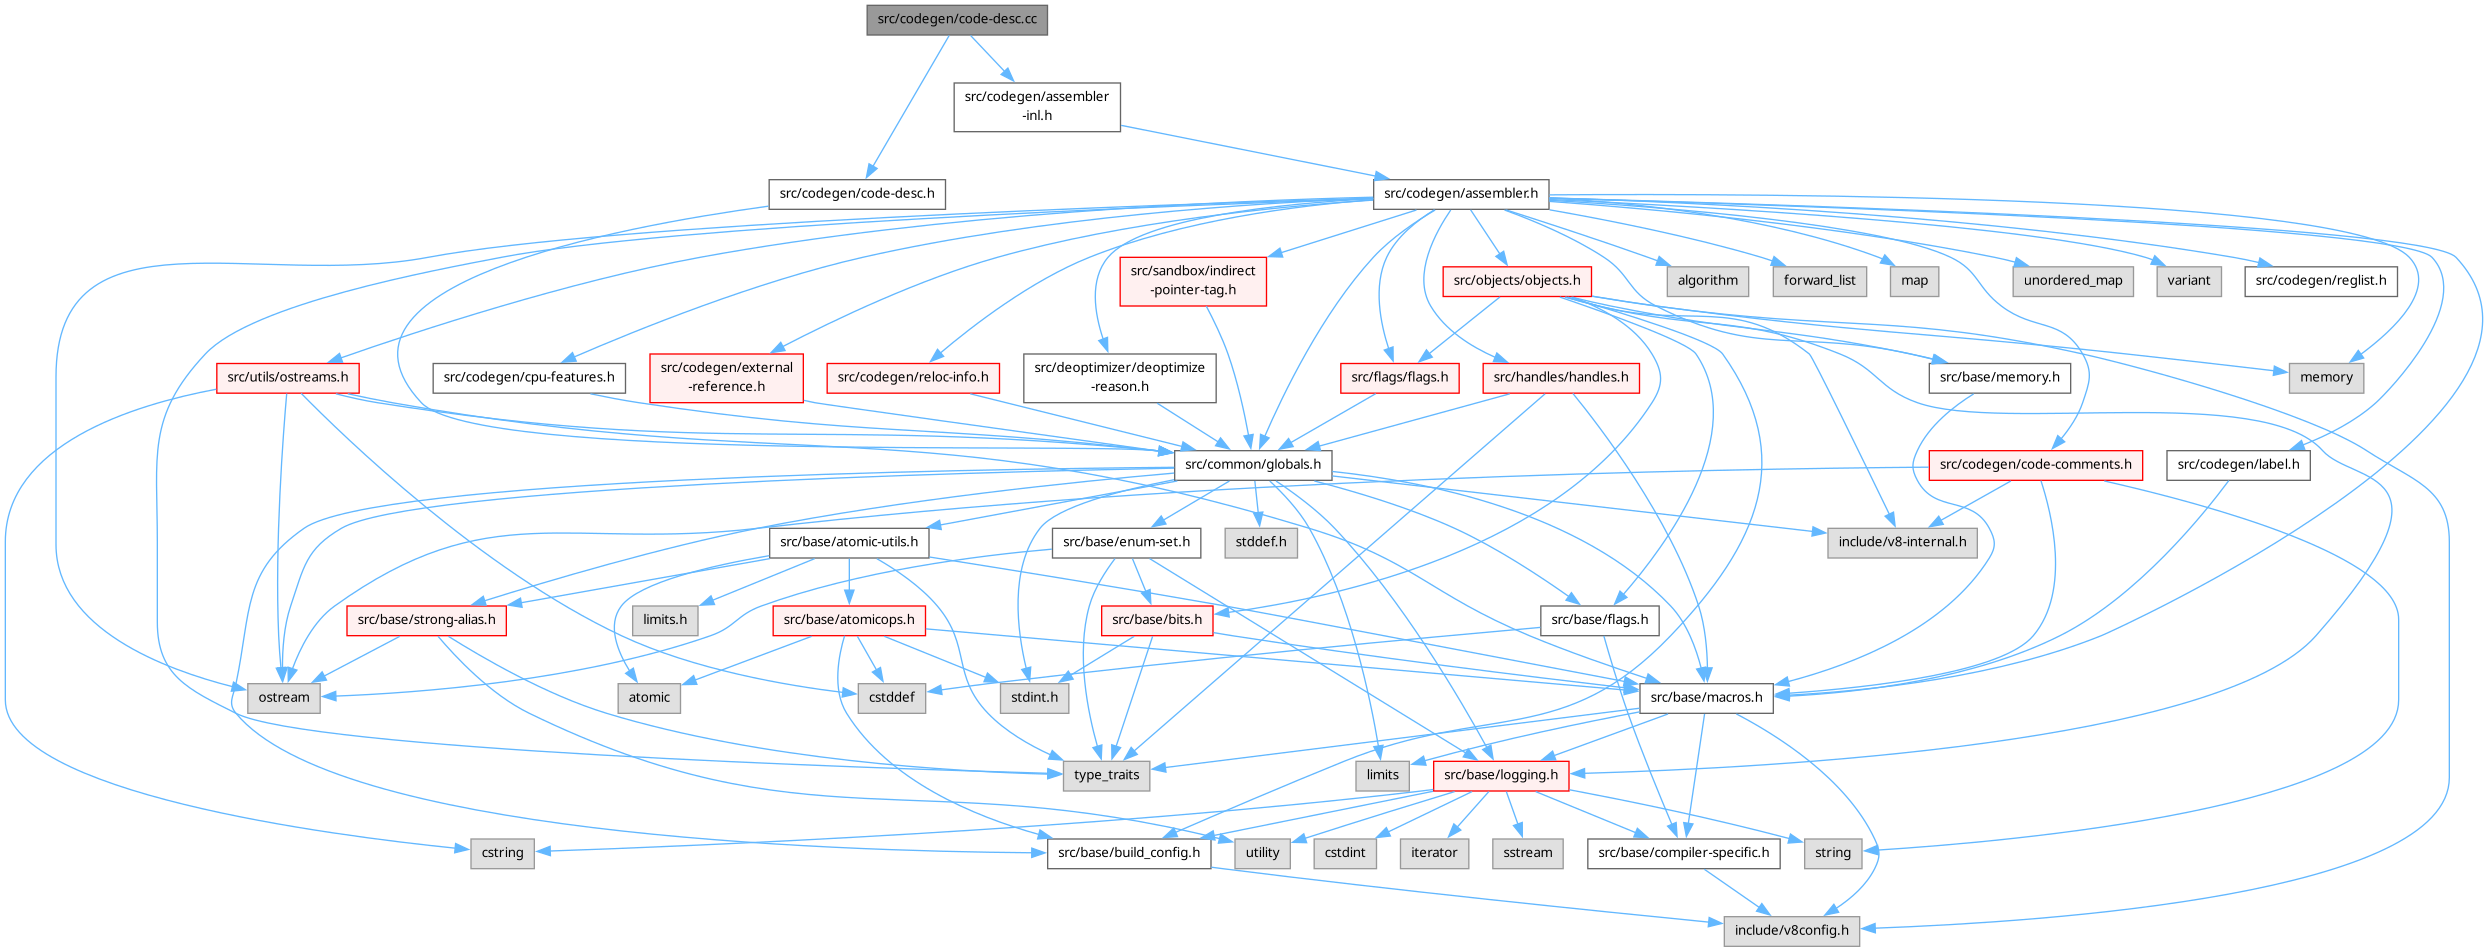 src/codegen/code-desc.cc
src/codegen/assembler
-inl.h
src/codegen/code-desc.h
src/codegen/assembler.h
src/sandbox/indirect
-pointer-tag.h
src/objects/objects.h
algorithm
forward_list
map
unordered_map
variant
src/codegen/reglist.h
src/utils/ostreams.h
src/codegen/cpu-features.h
src/codegen/external
-reference.h
src/codegen/reloc-info.h
src/deoptimizer/deoptimize
-reason.h
src/flags/flags.h
src/handles/handles.h
src/base/memory.h
memory
src/common/globals.h
src/codegen/code-comments.h
src/codegen/label.h
src/base/atomic-utils.h
src/base/enum-set.h
stddef.h
include/v8-internal.h
src/base/strong-alias.h
limits.h
src/base/atomicops.h
src/base/bits.h
src/base/flags.h
ostream
atomic
cstddef
stdint.h
src/base/macros.h
type_traits
limits
src/base/logging.h
cstring
src/base/build_config.h
utility
cstdint
iterator
sstream
src/base/compiler-specific.h
string
include/v8config.h